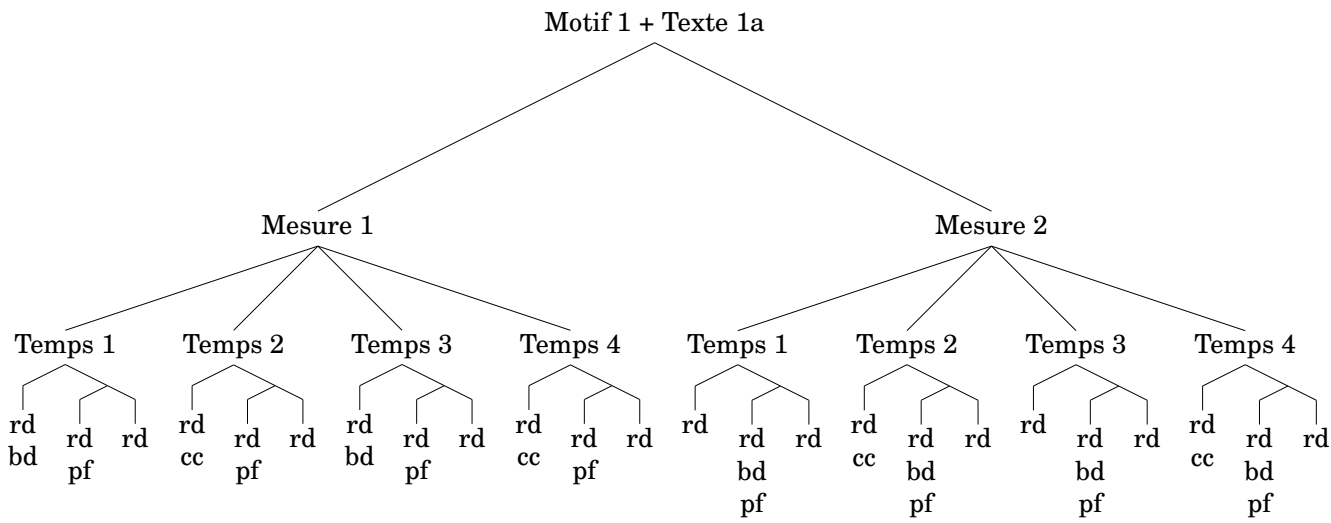 Motif 1 + Texte 1a
Mesure 1 Mesure 2
Temps 1 Temps 2 Temps 3 Temps 4 Temps 1 Temps 2 Temps 3 Temps 4
rd rd rd rd rd rd rd rd rd rd rd rd rd rd rd rd rd rd rd rd rd rd rd rd
bd pf cc pf bd pf cc pf bd cc bd bd cc bd
pf pf pf pf